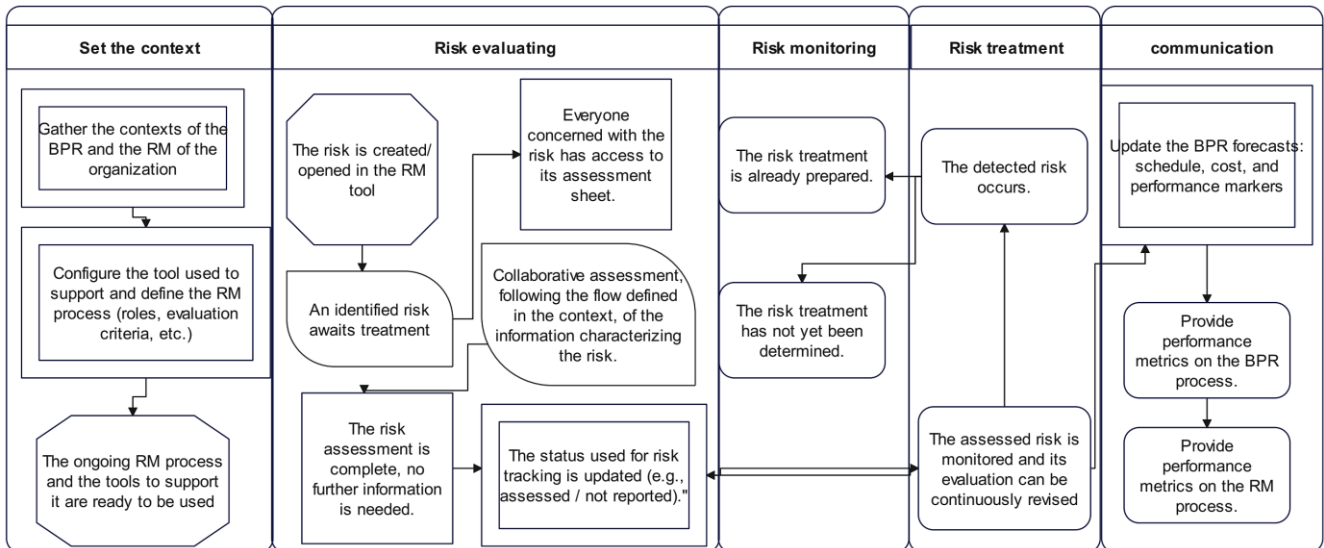 Set the context
Risk evaluating
Risk monitoring
Risk treatment
communication
Gather the contexts of the
BPR and the RM of the
organization
Configure the tool used to
support and define the RM
process (roles, evaluation
criteria, etc.)
The ongoing RM process
and the tools to support
it are ready to be used
The risk is created/
opened in the RM
tool
Everyone
concerned with the
risk has access to
its assessment
sheet.
An identified risk
awaits treatment
Collaborative assessment,
following the flow defined
in the context, of the
information characterizing
the risk.
The risk
assessment is
complete, no
further information
is needed.
The status used for risk
tracking is updated (e.g.,
assessed / not reported)."
The risk treatment
is already prepared.
The risk treatment
has not yet been
determined.
The detected risk
occurs.
The assessed risk is
monitored and its
evaluation can be
continuously revised
Update the BPR forecasts:
schedule, cost, and
performance markers
Provide
performance
metrics on the BPR
process.
Provide
performance
metrics on the RM
process.